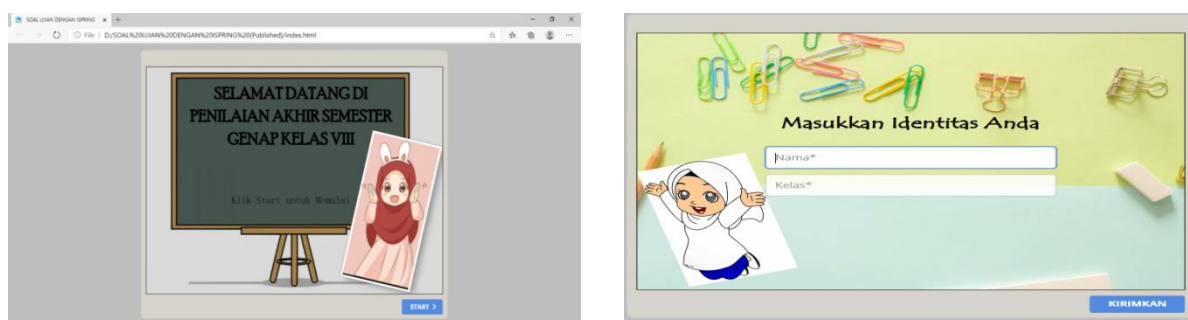 SOAL UJIAN DENGAN ISPRING
File
D:/SOAL%20UJIAN%20DENGAN%20ISPRING%20(Published)/index.html
SELAMAT DATANG DI
PENILAIAN AKHIR SEMESTER
GENAP KELAS VIII
Klik Start untuk Memulai
START >
Masukkan Identitas Anda
Nama*
Kelas*
KIRIMKAN